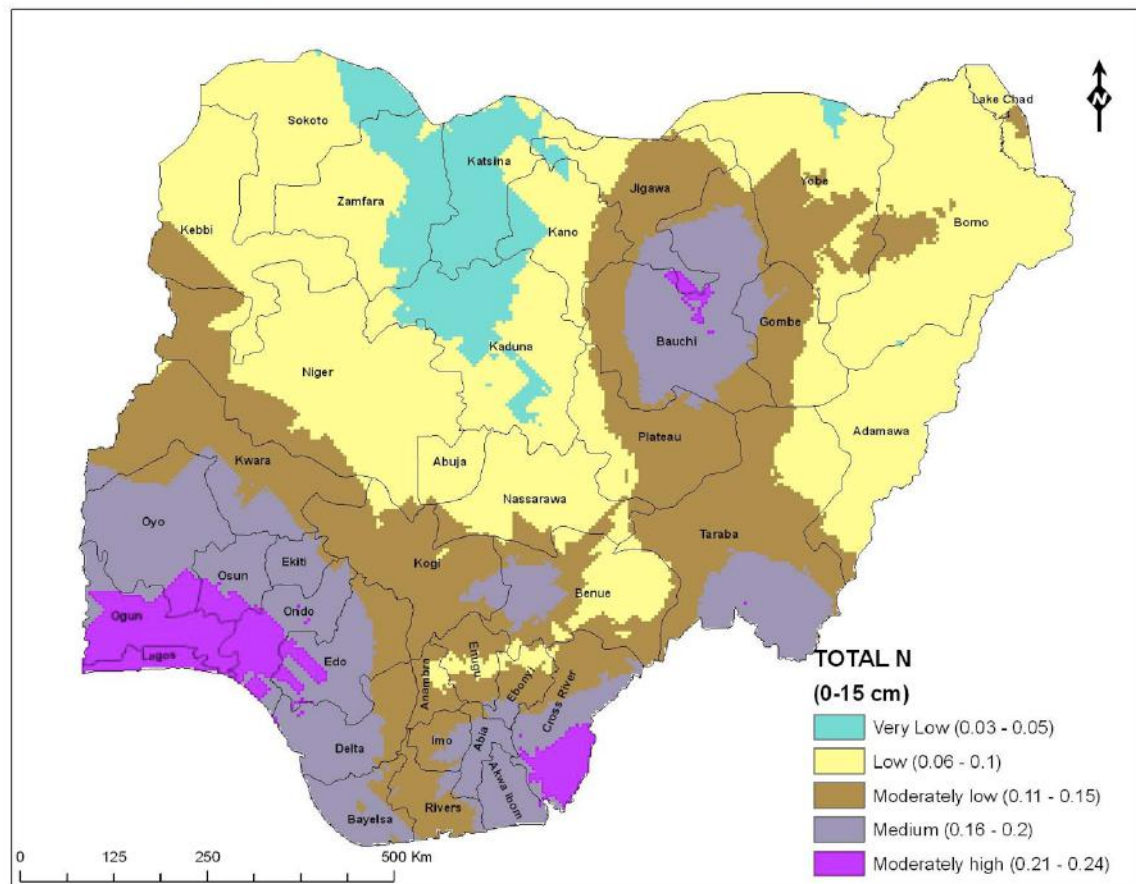 N
Lake Chad
Sokoto
Katsina
Jigawa
Yobe
Zamfara
Borno
Kebbi
Kano
Gombe
Bauchi
Kaduna
Niger
Adamawa
Plateau
Kwara
Abuja
Nassarawa
Oyo
Taraba
Kogi
Ekiti
Osun
Benue
Ogun
Ondo
Lagos
Edo
Enugu
Anambra
Ebony
Cross River
Delta
Imo
Abia
Akwa Ibom
Rivers
Bayelsa
TOTAL N
(0-15 cm)
Very Low (0.03 - 0.05)
Low (0.06 - 0.1)
Moderately low (0.11 - 0.15)
Medium (0.16 - 0.2)
Moderately high (0.21 - 0.24)
0 125 250 500 Km